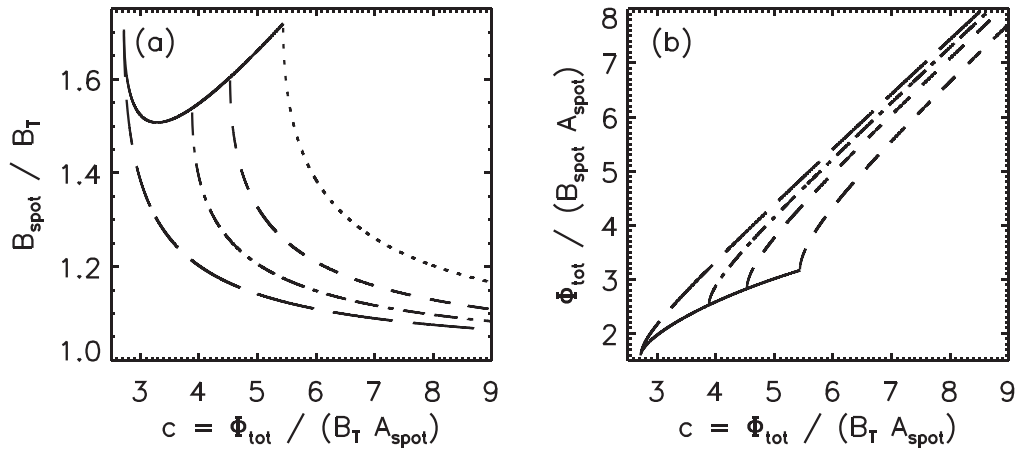 (a)
1.6
1.4
1.2
1.0
B_spot / B_T
3 4 5 6 7 8 9
c = Φ_tot / (B_T A_spot)
(b)
8
7
6
5
4
3
2
Φ_tot / (B_spot A_spot)
3 4 5 6 7 8 9
c = Φ_tot / (B_T A_spot)